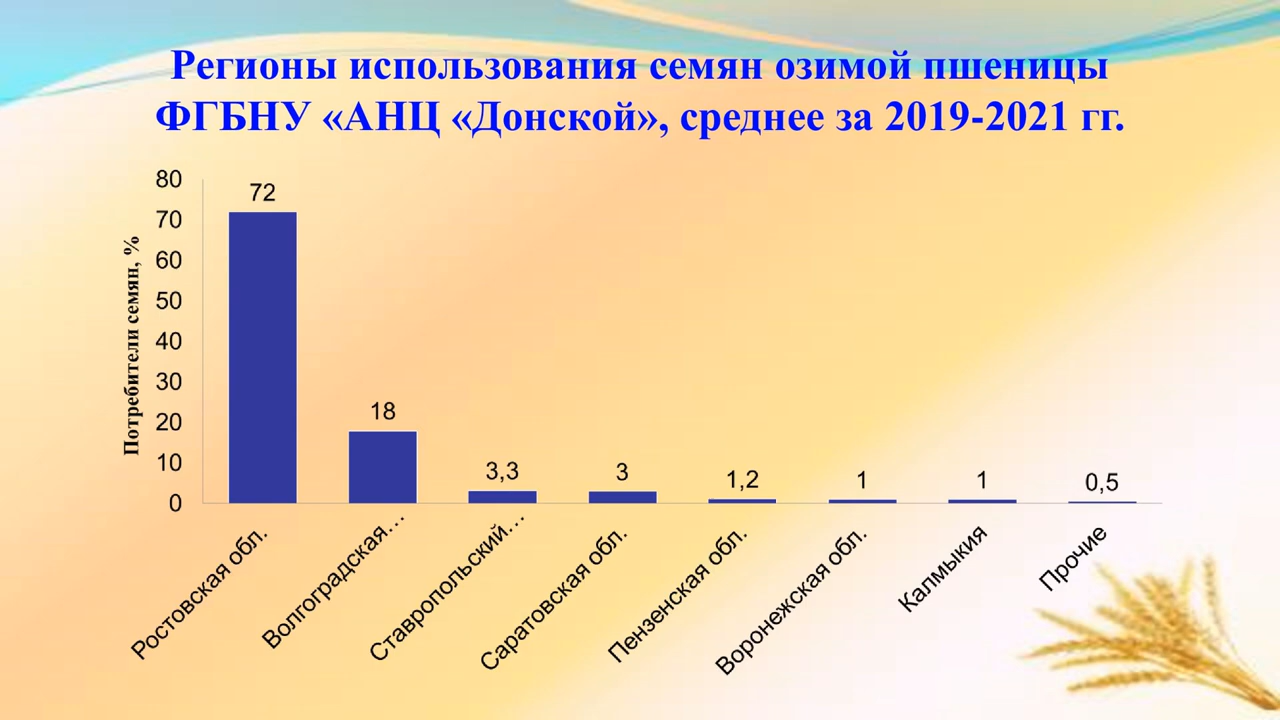 Регионы использования семян озимой пшеницы
ФГБНУ «АНЦ «Донской», среднее за 2019-2021 гг.
Потребители семян, %
80
70
60
50
40
30
20
10
0
72
18
3,3
3
1,2
1
1
0,5
Ростовская обл.
Волгоградская…
Ставропольский…
Саратовская обл.
Пензенская обл.
Воронежская обл.
Калмыкия
Прочие